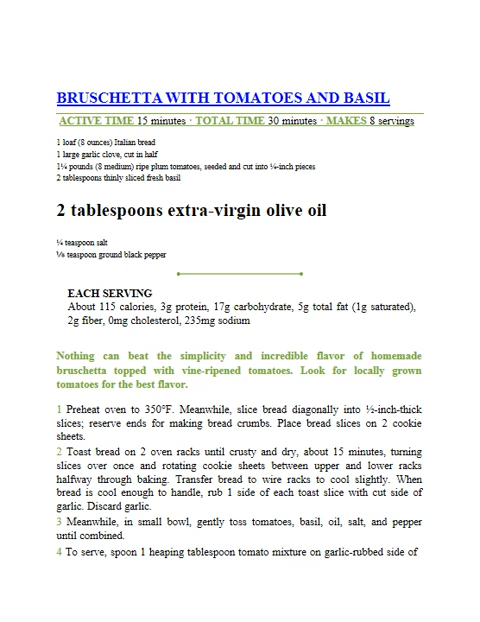 BRUSCHETTA WITH TOMATOES AND BASIL
ACTIVE TIME 15 minutes · TOTAL TIME 30 minutes · MAKES 8 servings
1 loaf (8 ounces) Italian bread
1 large garlic clove, cut in half
1¼ pounds (8 medium) ripe plum tomatoes, seeded and cut into ¼-inch pieces
2 tablespoons thinly sliced fresh basil
2 tablespoons extra-virgin olive oil
¼ teaspoon salt
⅛ teaspoon ground black pepper
EACH SERVING
About 115 calories, 3g protein, 17g carbohydrate, 5g total fat (1g saturated),
2g fiber, 0mg cholesterol, 235mg sodium
Nothing can beat the simplicity and incredible flavor of homemade
bruschetta topped with vine-ripened tomatoes. Look for locally grown
tomatoes for the best flavor.
1 Preheat oven to 350°F. Meanwhile, slice bread diagonally into ½-inch-thick
slices; reserve ends for making bread crumbs. Place bread slices on 2 cookie
sheets.
2 Toast bread on 2 oven racks until crusty and dry, about 15 minutes, turning
slices over once and rotating cookie sheets between upper and lower racks
halfway through baking. Transfer bread to wire racks to cool slightly. When
bread is cool enough to handle, rub 1 side of each toast slice with cut side of
garlic. Discard garlic.
3 Meanwhile, in small bowl, gently toss tomatoes, basil, oil, salt, and pepper
until combined.
4 To serve, spoon 1 heaping tablespoon tomato mixture on garlic-rubbed side of